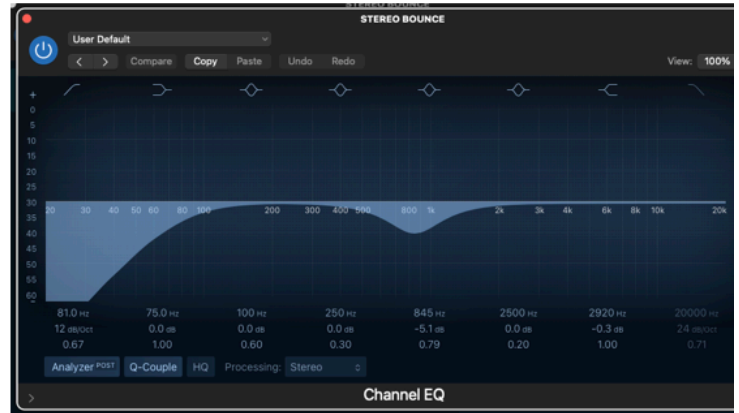 STEREO BOUNCE
STEREO BOUNCE
User Default
Compare Copy Paste Undo Redo View: 100%
+
0
5
10
15
20
25
30
35
40
45
50
55
60
-
20 30 40 50 60 80 100 200 300 400 500 800 1k 2k 3k 4k 6k 8k 10k 20k
81.0 Hz 75.0 Hz 100 Hz 250 Hz 845 Hz 2500 Hz 2920 Hz 20000 Hz
12 dB/Oct 0.0 dB 0.0 dB 0.0 dB -5.1 dB 0.0 dB -0.3 dB 24 dB/Oct
0.67 1.00 0.60 0.30 0.79 0.20 1.00 0.71
Analyzer POST Q-Couple HQ Processing: Stereo
Channel EQ